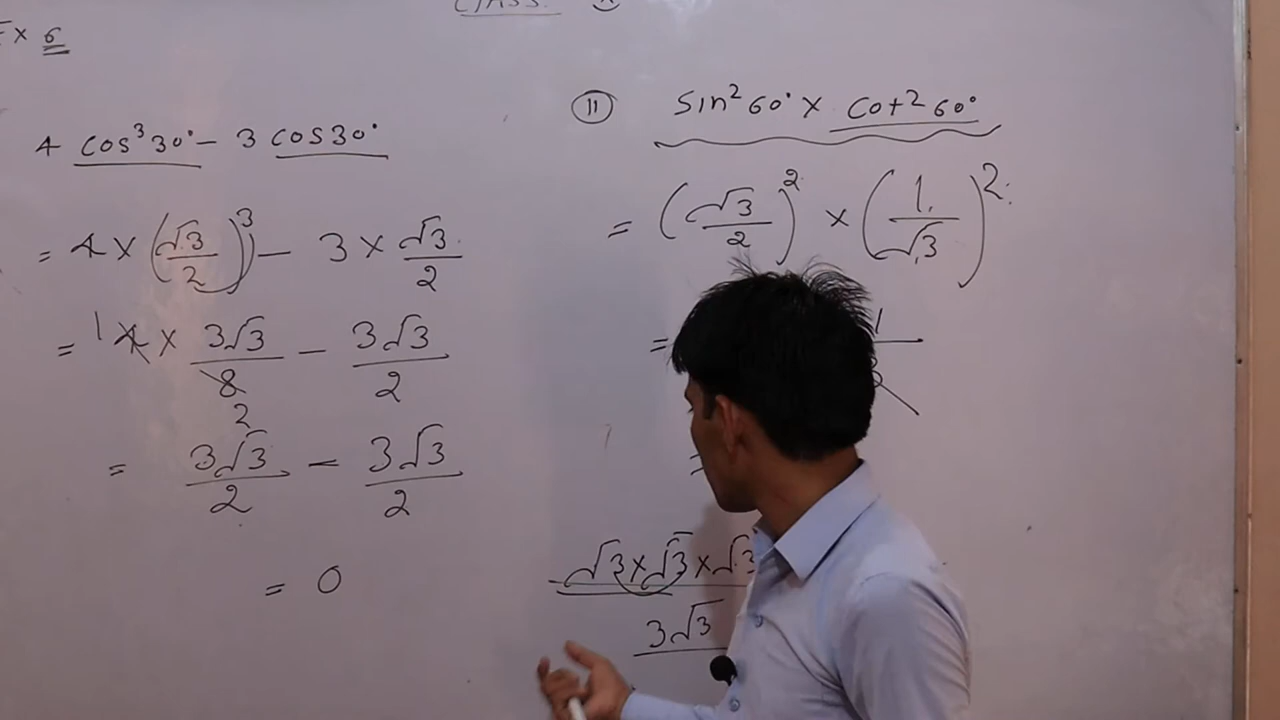 CLASS X
Ex 6
4 cos³30° - 3 cos30°
= 4 × (√3/2)³ - 3 × √3/2
= 1 4 × 3√3/8 - 3√3/2
2
= 3√3/2 - 3√3/2
= 0
(11) sin²60° × cot²60°
= (√3/2)² × (1/√3)²
=
=
√3 × √3 × √3
3√3